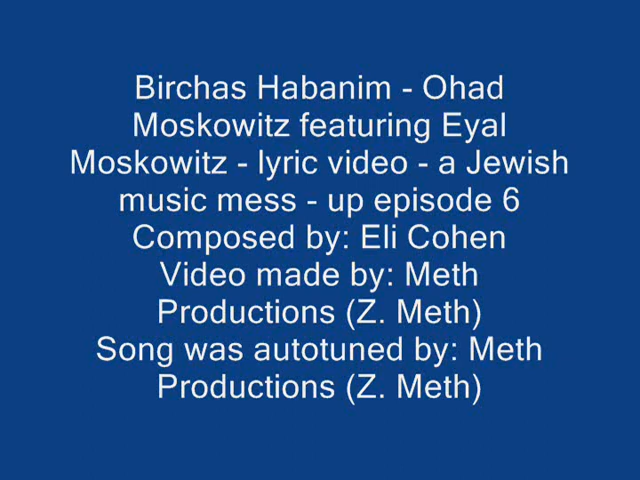 Birchas Habanim - Ohad
Moskowitz featuring Eyal
Moskowitz - lyric video - a Jewish
music mess - up episode 6
Composed by: Eli Cohen
Video made by: Meth
Productions (Z. Meth)
Song was autotuned by: Meth
Productions (Z. Meth)